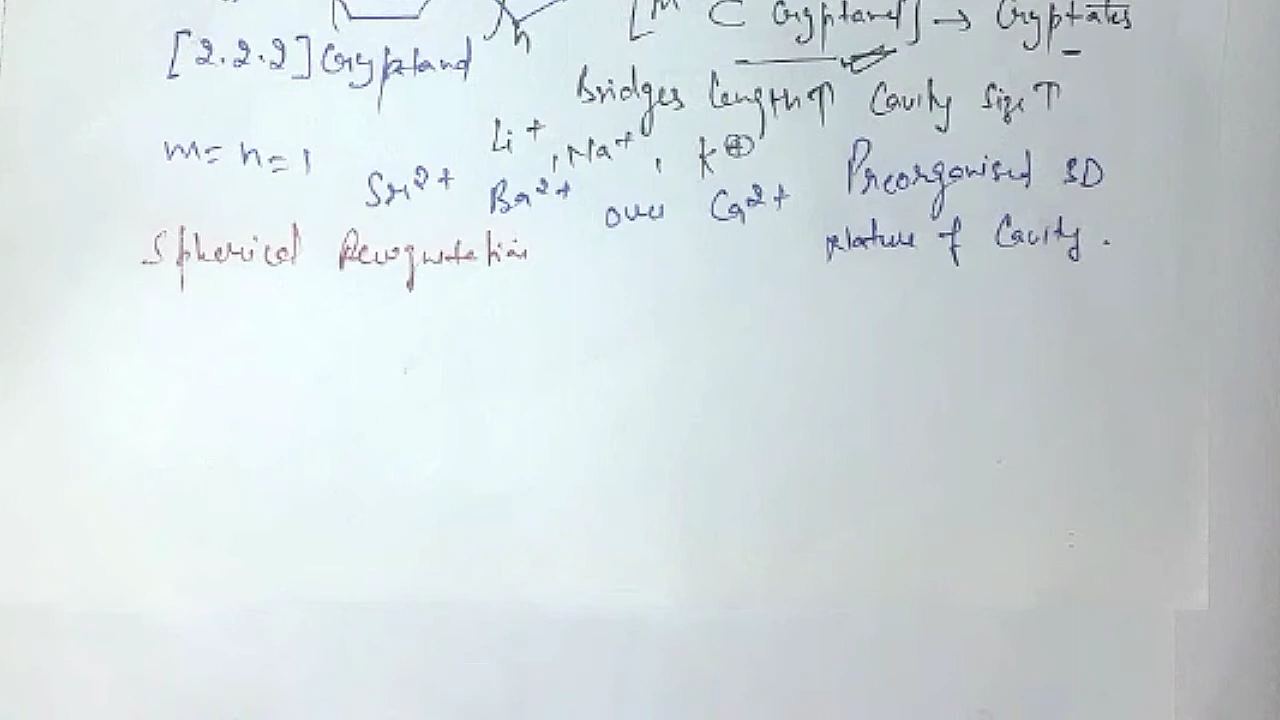 n [M ⊂ Cryptand] → Cryptates
[2.2.2] Cryptand
Bridges length↑ Cavity size ↑
m = n = 1
Li+, Na+, K⊕
Sr2+ Ba2+ over Ca2+
Preorganised 3D
nature of Cavity.
Spherical